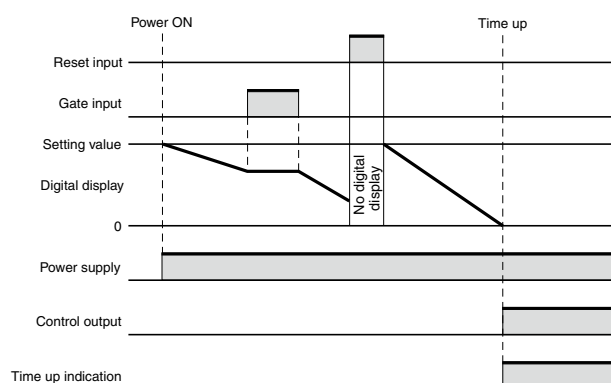 Power ON
Time up
Reset input
Gate input
Setting value
Digital display
No digital
display
0
Power supply
Control output
Time up indication